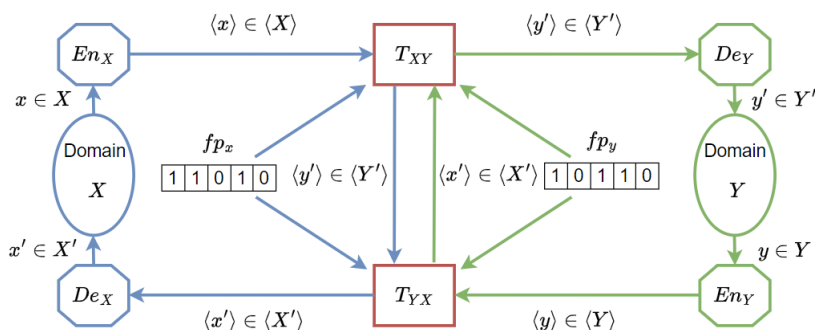 ⟨x⟩ ∈ ⟨X⟩
⟨y′⟩ ∈ ⟨Y′⟩
En_X
T_XY
De_Y
x ∈ X
y′ ∈ Y′
Domain
X
fp_x
1 1 0 1 0
⟨y′⟩ ∈ ⟨Y′⟩
⟨x′⟩ ∈ ⟨X′⟩
fp_y
1 0 1 1 0
Domain
Y
x′ ∈ X′
y ∈ Y
De_X
T_YX
En_Y
⟨x′⟩ ∈ ⟨X′⟩
⟨y⟩ ∈ ⟨Y⟩